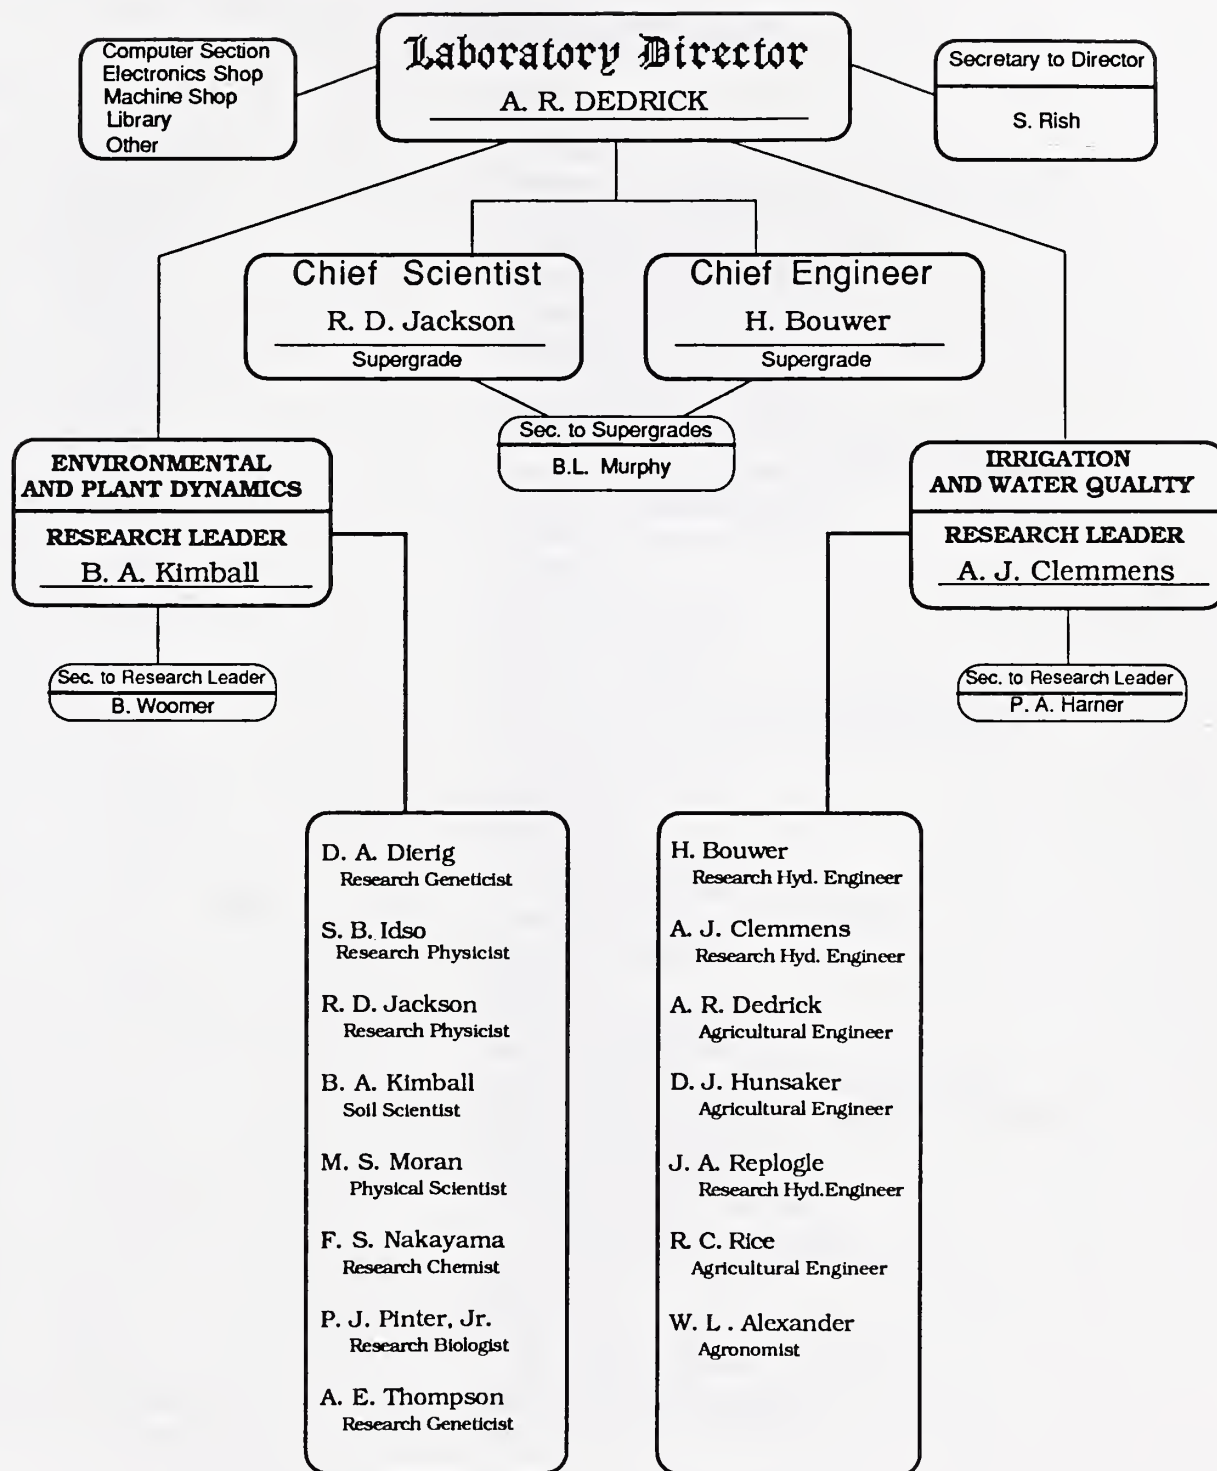 Computer Section
Electronics Shop
Machine Shop
Library
Other
Laboratory Director
A. R. DEDRICK
Secretary to Director
S. Rish
Chief Scientist
R. D. Jackson
Supergrade
Chief Engineer
H. Bouwer
Supergrade
Sec. to Supergrades
B.L. Murphy
ENVIRONMENTAL
AND PLANT DYNAMICS
RESEARCH LEADER
B. A. Kimball
Sec. to Research Leader
B. Woomer
IRRIGATION
AND WATER QUALITY
RESEARCH LEADER
A. J. Clemmens
Sec. to Research Leader
P. A. Harner
D. A. Dierig
Research Geneticist
S. B. Idso
Research Physicist
R. D. Jackson
Research Physicist
B. A. Kimball
Soil Scientist
M. S. Moran
Physical Scientist
F. S. Nakayama
Research Chemist
P. J. Pinter, Jr.
Research Biologist
A. E. Thompson
Research Geneticist
H. Bouwer
Research Hyd. Engineer
A. J. Clemmens
Research Hyd. Engineer
A. R. Dedrick
Agricultural Engineer
D. J. Hunsaker
Agricultural Engineer
J. A. Replogle
Research Hyd.Engineer
R. C. Rice
Agricultural Engineer
W. L . Alexander
Agronomist